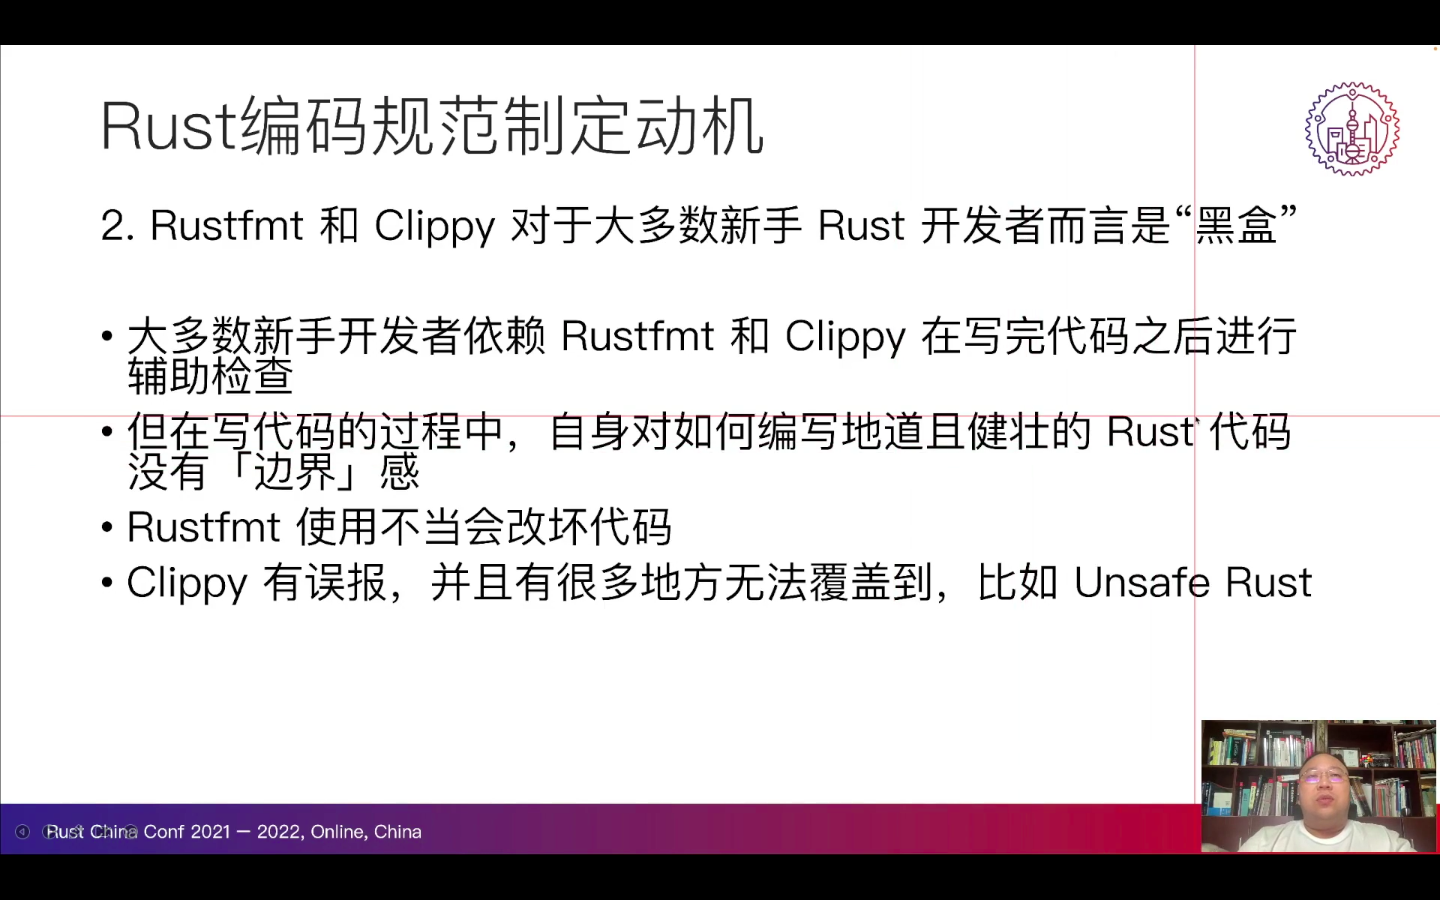 Rust编码规范制定动机
2. Rustfmt 和 Clippy 对于大多数新手 Rust 开发者而言是“黑盒”
• 大多数新手开发者依赖 Rustfmt 和 Clippy 在写完代码之后进行
辅助检查
• 但在写代码的过程中，自身对如何编写地道且健壮的 Rust 代码
没有「边界」感
• Rustfmt 使用不当会改坏代码
• Clippy 有误报，并且有很多地方无法覆盖到，比如 Unsafe Rust
Rust China Conf 2021 – 2022, Online, China